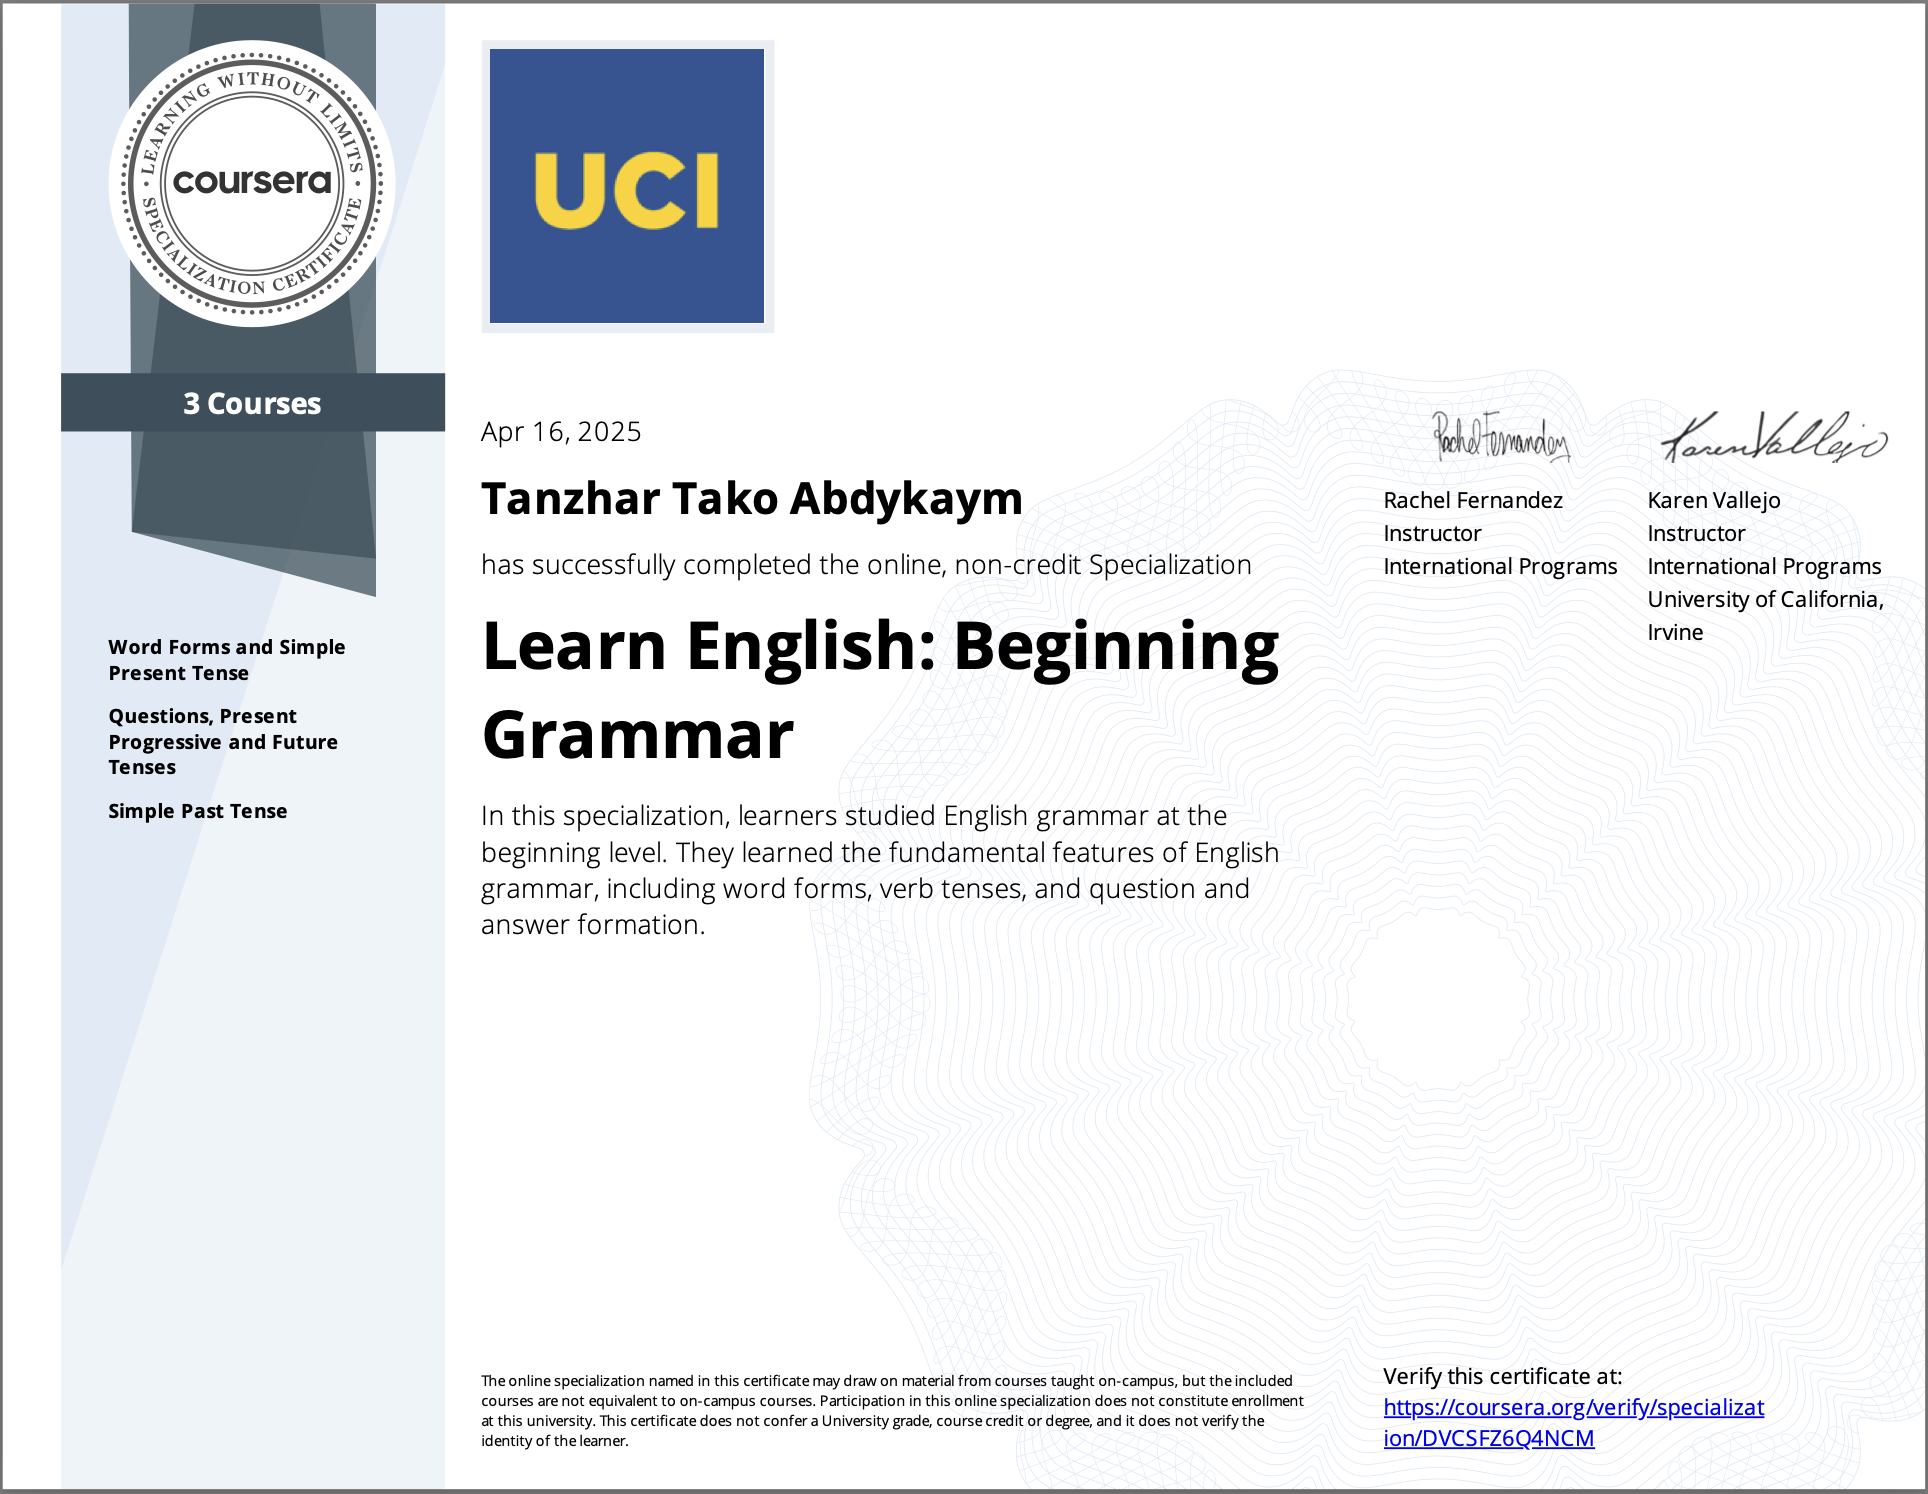 LEARNING WITHOUT LIMITS
coursera
SPECIALIZATION CERTIFICATE
3 Courses
Word Forms and Simple
Present Tense
Questions, Present
Progressive and Future
Tenses
Simple Past Tense
UCI
Apr 16, 2025
Tanzhar Tako Abdykaym
has successfully completed the online, non-credit Specialization
Learn English: Beginning
Grammar
In this specialization, learners studied English grammar at the
beginning level. They learned the fundamental features of English
grammar, including word forms, verb tenses, and question and
answer formation.
Rachel Fernandez
Rachel Fernandez
Instructor
International Programs
Karen Vallejo
Karen Vallejo
Instructor
International Programs
University of California,
Irvine
The online specialization named in this certificate may draw on material from courses taught on-campus, but the included
courses are not equivalent to on-campus courses. Participation in this online specialization does not constitute enrollment
at this university. This certificate does not confer a University grade, course credit or degree, and it does not verify the
identity of the learner.
Verify this certificate at:
https://coursera.org/verify/specializat
ion/DVCSFZ6Q4NCM